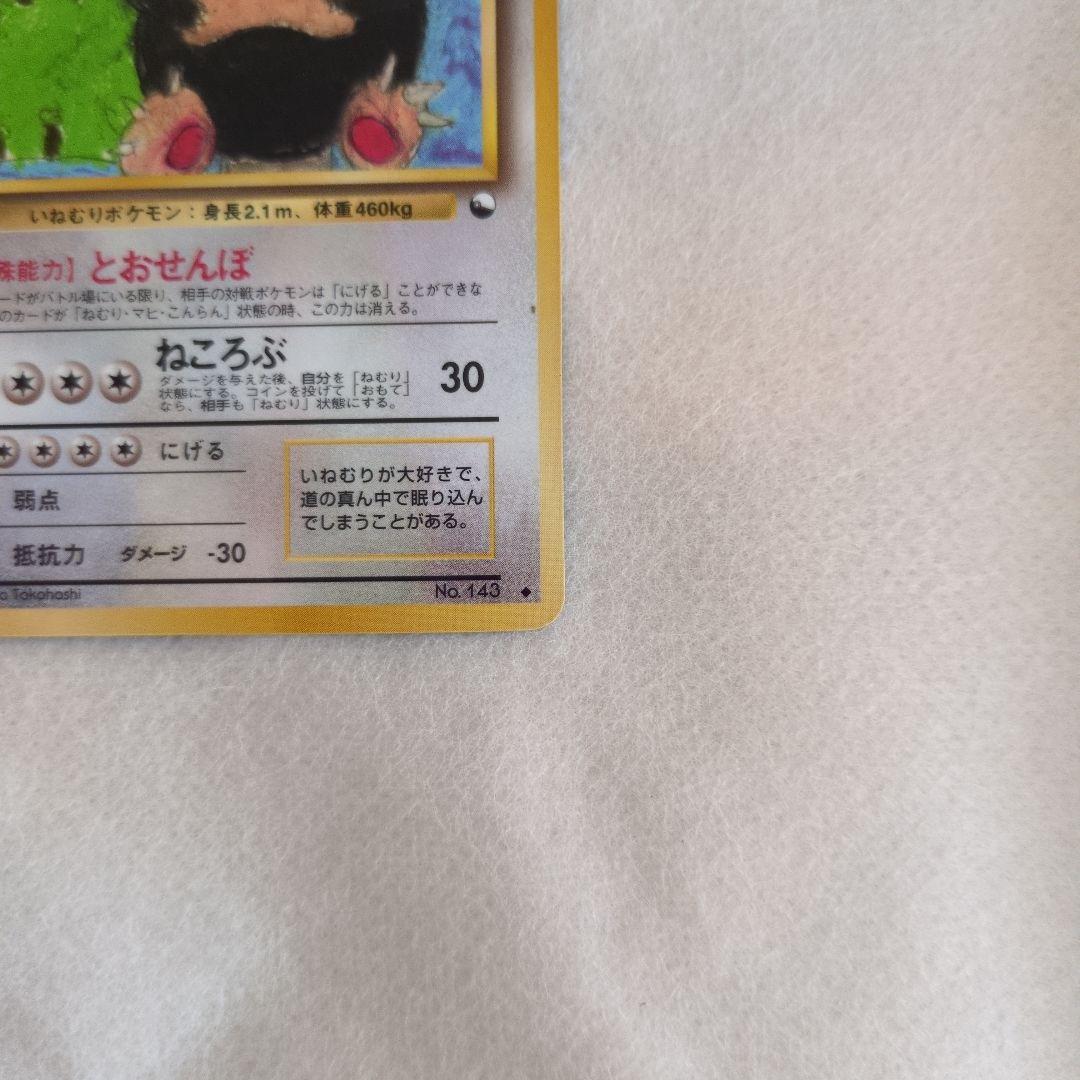 いねむりポケモン：身長2.1m、体重460kg
殊能力】とおせんぼ
ードがバトル場にいる限り、相手の対戦ポケモンは「にげる」ことができな
のカードが「ねむり・マヒ・こんらん」状態の時、この力は消える。
ねころぶ
ダメージを与えた後、自分を「ねむり」
状態にする。コインを投げて「おもて」
なら、相手も「ねむり」状態にする。
30
にげる
弱点
抵抗力 ダメージ -30
いねむりが大好きで、
道の真ん中で眠り込ん
でしまうことがある。
o Takahashi
No. 143 ◆